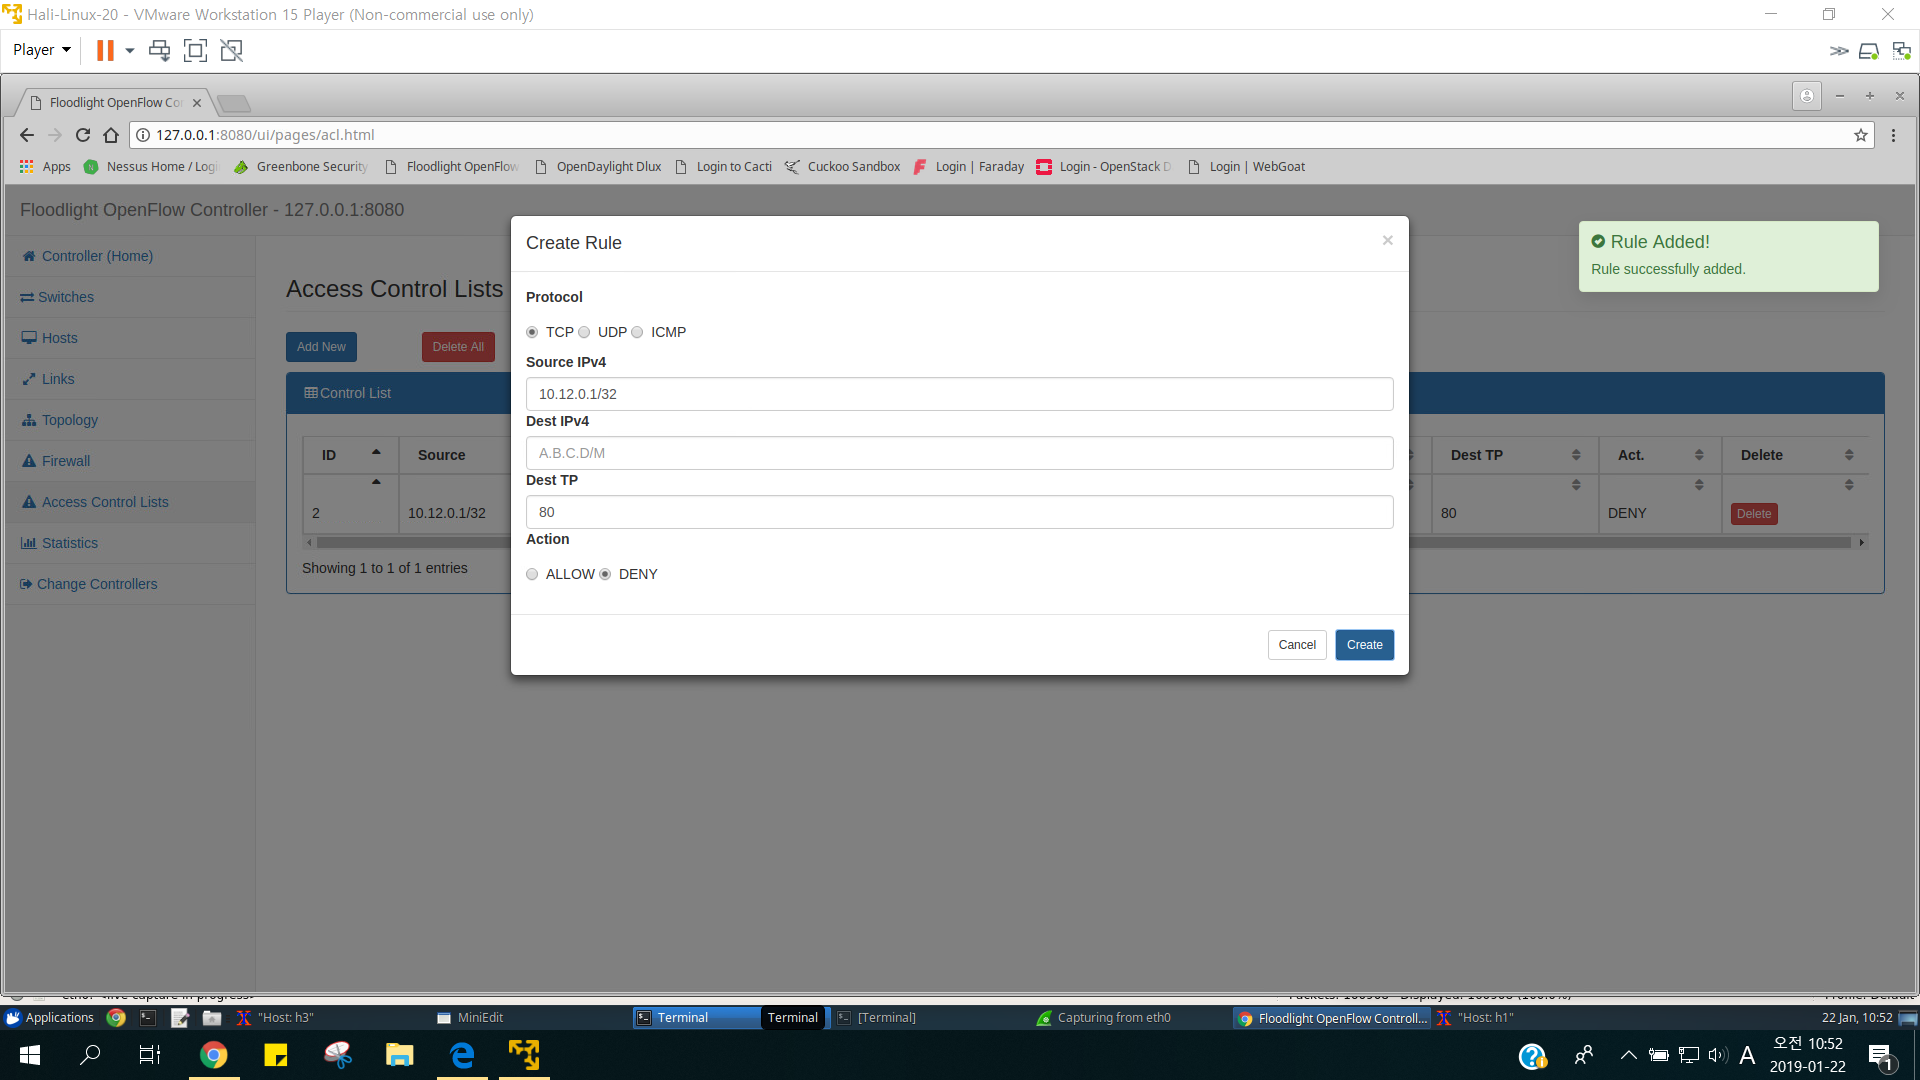 Hali-Linux-20 - VMware Workstation 15 Player (Non-commercial use only)
Player
Floodlight OpenFlow Co
127.0.0.1:8080/ui/pages/acl.html
Apps Nessus Home / Logi Greenbone Security Floodlight OpenFlow OpenDaylight Dlux Login to Cacti Cuckoo Sandbox Login | Faraday Login - OpenStack D Login | WebGoat
Floodlight OpenFlow Controller - 127.0.0.1:8080
Controller (Home)
Switches
Hosts
Links
Topology
Firewall
Access Control Lists
Statistics
Change Controllers
Access Control Lists
Add New Delete All
Control List
ID Source Dest TP Act. Delete
2 10.12.0.1/32 80 DENY Delete
Showing 1 to 1 of 1 entries
Create Rule ×
Protocol
TCP UDP ICMP
Source IPv4
10.12.0.1/32
Dest IPv4
A.B.C.D/M
Dest TP
80
Action
ALLOW DENY
Cancel Create
Rule Added!
Rule successfully added.
Applications "Host: h3" MiniEdit Terminal Terminal [Terminal] Capturing from eth0 Floodlight OpenFlow Controll... "Host: h1" 22 Jan, 10:52
A 오전 10:52
2019-01-22
1